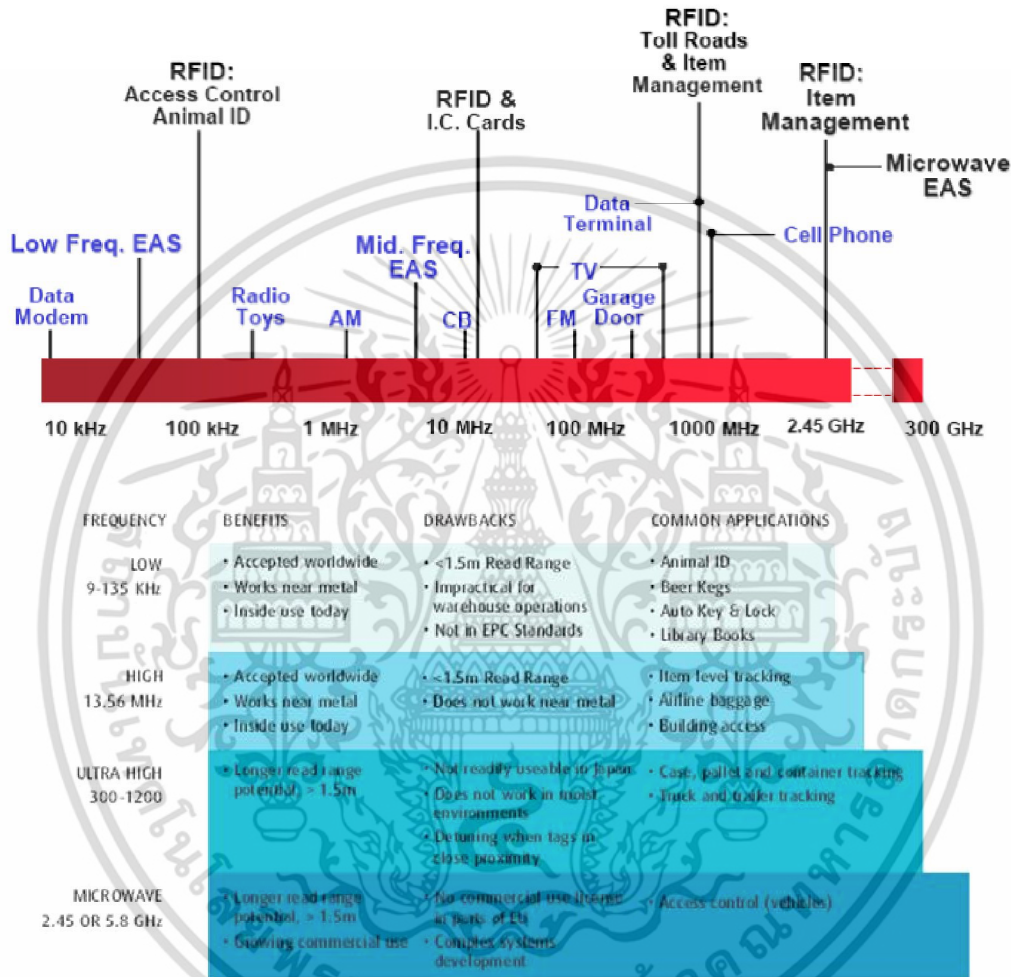 RFID:
Toll Roads
& Item
Management
RFID:
Access Control
Animal ID
RFID &
I.C. Cards
RFID:
Item
Management
Microwave
EAS
Data
Terminal
Cell Phone
Low Freq. EAS
Mid. Freq.
EAS
TV
Data
Modem
Radio
Toys
AM
CB
FM
Garage
Door
10 kHz 100 kHz 1 MHz 10 MHz 100 MHz 1000 MHz 2.45 GHz 300 GHz
FREQUENCY BENEFITS DRAWBACKS COMMON APPLICATIONS
LOW
9-135 KHz
• Accepted worldwide
• Works near metal
• Inside use today
• <1.5m Read Range
• Impractical for
warehouse operations
• Not in EPC Standards
• Animal ID
• Beer Kegs
• Auto Key & Lock
• Library Books
HIGH
13.56 MHz
• Accepted worldwide
• Works near metal
• Inside use today
• <1.5m Read Range
• Does not work near metal
• Item level tracking
• Airline baggage
• Building access
ULTRA HIGH
300-1200
• Longer read range
potential, > 1.5m
• Not readily useable in Japan
• Does not work in moist
environments
• Detuning when tags in
close proximity
• Case, pallet and container tracking
• Truck and trailer tracking
MICROWAVE
2.45 OR 5.8 GHz
• Longer read range
potential, > 1.5m
• Growing commercial use
• No commercial use license
in parts of EU
• Complex systems
development
• Access control (vehicles)